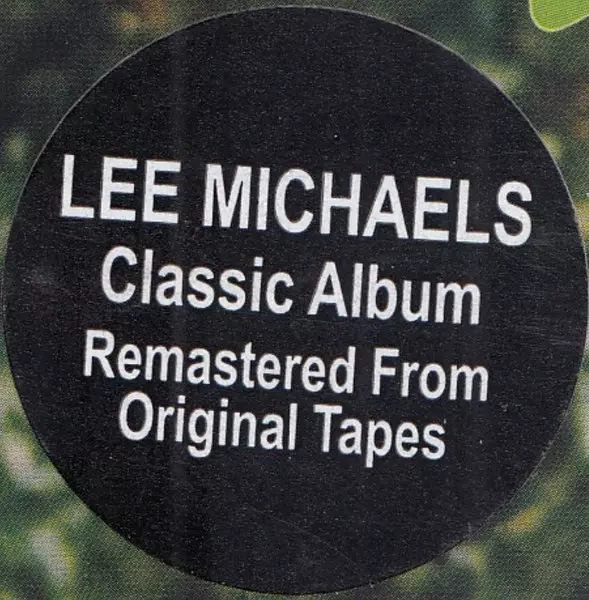 LEE MICHAELS
Classic Album
Remastered From
Original Tapes